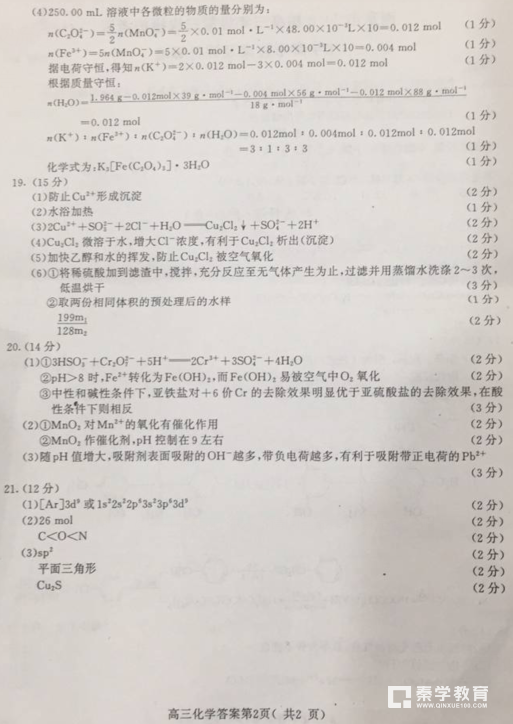 (4)250.00 mL 溶液中各微粒的物质的量分别为:
n(C₂O₄²⁻)=5/2 n(MnO₄⁻)=5/2×0.01 mol·L⁻¹×48.00×10⁻³L×10=0.012 mol (1分)
n(Fe³⁺)=5n(MnO₄⁻)=5×0.01 mol·L⁻¹×8.00×10⁻³L×10=0.004 mol (1分)
据电荷守恒,得知n(K⁺)=2×0.012 mol-3×0.004 mol=0.012 mol (1分)
根据质量守恒:
n(H₂O)=1.964 g-0.012mol×39 g·mol⁻¹-0.004 mol×56 g·mol⁻¹-0.012 mol×88 g·mol⁻¹/18 g·mol⁻¹
=0.012 mol (1分)
n(K⁺):n(Fe³⁺):n(C₂O₄²⁻):n(H₂O)=0.012mol:0.004mol:0.012mol:0.012mol
=3:1:3:3 (1分)
化学式为:K₃[Fe(C₂O₄)₃]·3H₂O (1分)
19.(15分)
(1)防止Cu²⁺形成沉淀 (2分)
(2)水浴加热 (1分)
(3)2Cu²⁺+SO₃²⁻+2Cl⁻+H₂O══Cu₂Cl₂↓+SO₄²⁻+2H⁺ (2分)
(4)Cu₂Cl₂ 微溶于水,增大Cl⁻浓度,有利于Cu₂Cl₂ 析出(沉淀) (2分)
(5)加快乙醇和水的挥发,防止Cu₂Cl₂ 被空气氧化 (2分)
(6)①将稀硫酸加到滤渣中,搅拌,充分反应至无气体产生为止,过滤并用蒸馏水洗涤2~3次,
低温烘干 (3分)
②取两份相同体积的预处理后的水样 (1分)
199m₁/128m₂ (2分)
20.(14分)
(1)①3HSO₃⁻+Cr₂O₇²⁻+5H⁺══2Cr³⁺+3SO₄²⁻+4H₂O (2分)
②pH>8时,Fe²⁺转化为Fe(OH)₂,而Fe(OH)₂ 易被空气中O₂ 氧化 (2分)
③中性和碱性条件下,亚铁盐对+6价Cr的去除效果明显优于亚硫酸盐的去除效果,在酸
性条件下则相反 (3分)
(2)①MnO₂ 对Mn²⁺的氧化有催化作用 (2分)
②MnO₂ 作催化剂,pH控制在9左右 (2分)
(3)随pH值增大,吸附剂表面吸附的OH⁻越多,带负电荷越多,有利于吸附带正电荷的Pb²⁺
(3分)
21.(12分)
(1)[Ar]3d⁹ 或1s²2s²2p⁶3s²3p⁶3d⁹ (2分)
(2)26 mol (2分)
C<O<N (2分)
(3)sp² (2分)
平面三角形 (2分)
Cu₂S (2分)
高三化学答案第2页( 共2 页)
秦学教育
WWW.QINXUE100.COM